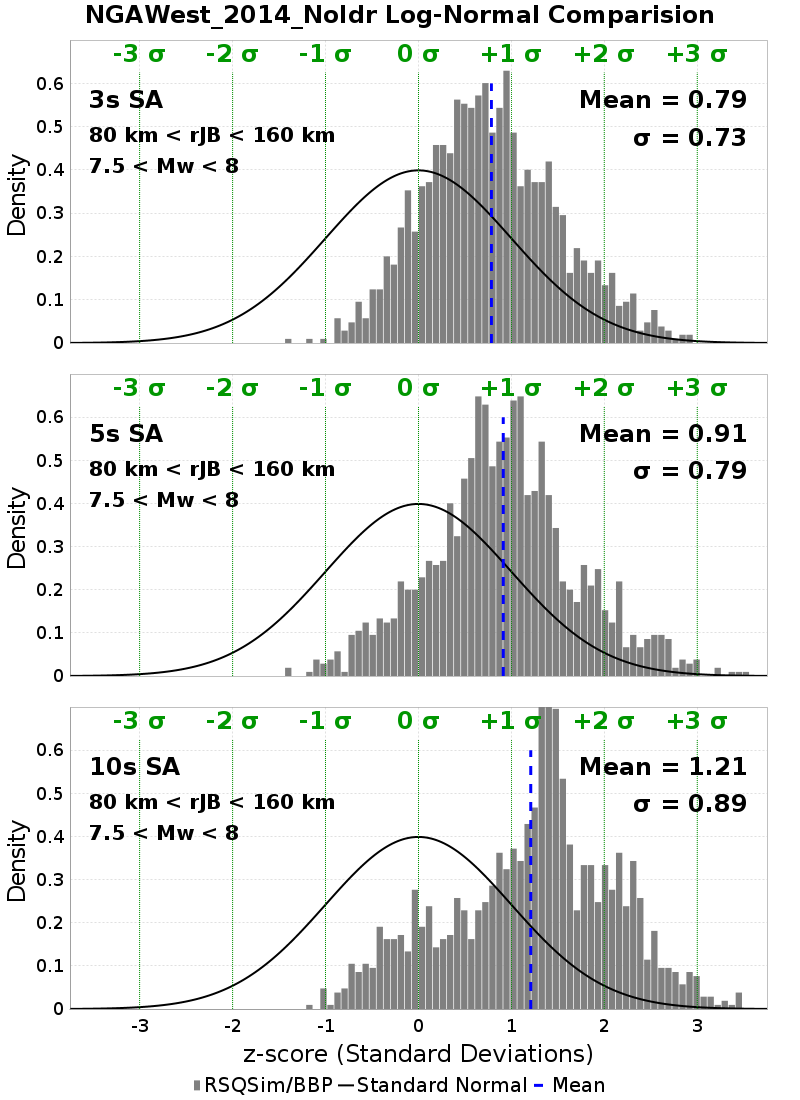 NGAWest_2014_NoIdr Log-Normal Comparision
-3 σ -2 σ -1 σ 0 σ +1 σ +2 σ +3 σ
3s SA
Mean = 0.79
80 km < rJB < 160 km
σ = 0.73
7.5 < Mw < 8
Density
0.6
0.5
0.4
0.3
0.2
0.1
0
-3 σ -2 σ -1 σ 0 σ +1 σ +2 σ +3 σ
5s SA
Mean = 0.91
80 km < rJB < 160 km
σ = 0.79
7.5 < Mw < 8
Density
0.6
0.5
0.4
0.3
0.2
0.1
0
-3 σ -2 σ -1 σ 0 σ +1 σ +2 σ +3 σ
10s SA
Mean = 1.21
80 km < rJB < 160 km
σ = 0.89
7.5 < Mw < 8
Density
0.6
0.5
0.4
0.3
0.2
0.1
0
-3 -2 -1 0 1 2 3
z-score (Standard Deviations)
RSQSim/BBP Standard Normal Mean